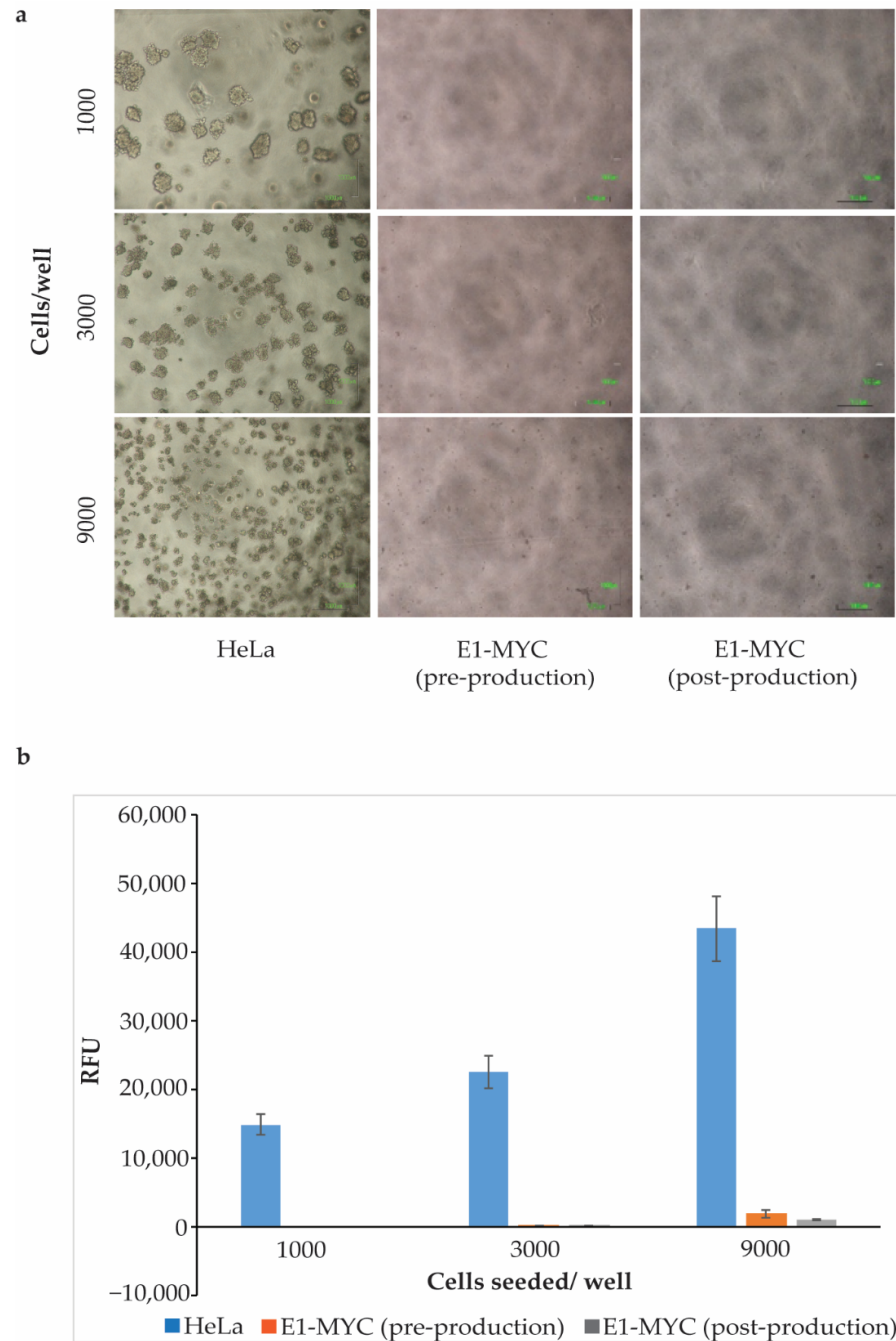 a
1000
3000
9000
Cells/well
HeLa
E1-MYC
(pre-production)
E1-MYC
(post-production)
b
60,000
50,000
40,000
30,000
20,000
10,000
0
−10,000
RFU
1000
3000
9000
Cells seeded/ well
HeLa
E1-MYC (pre-production)
E1-MYC (post-production)